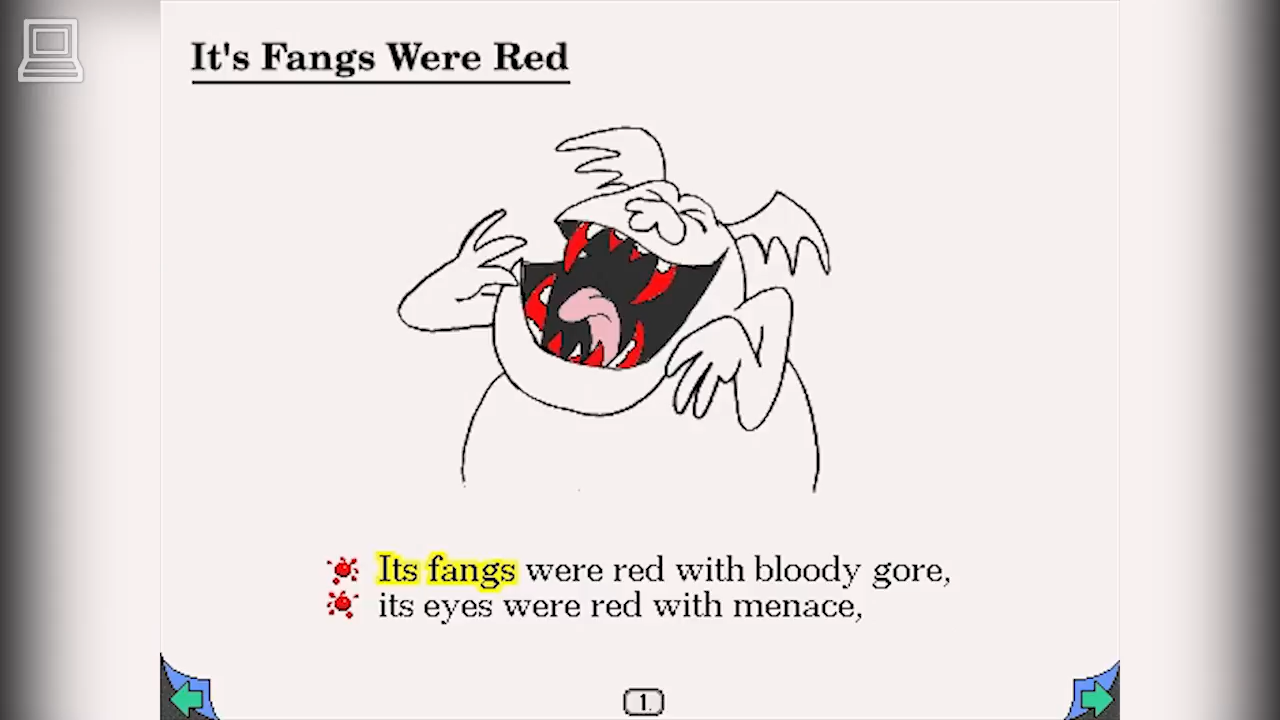 It's Fangs Were Red
Its fangs were red with bloody gore,
its eyes were red with menace,
1.